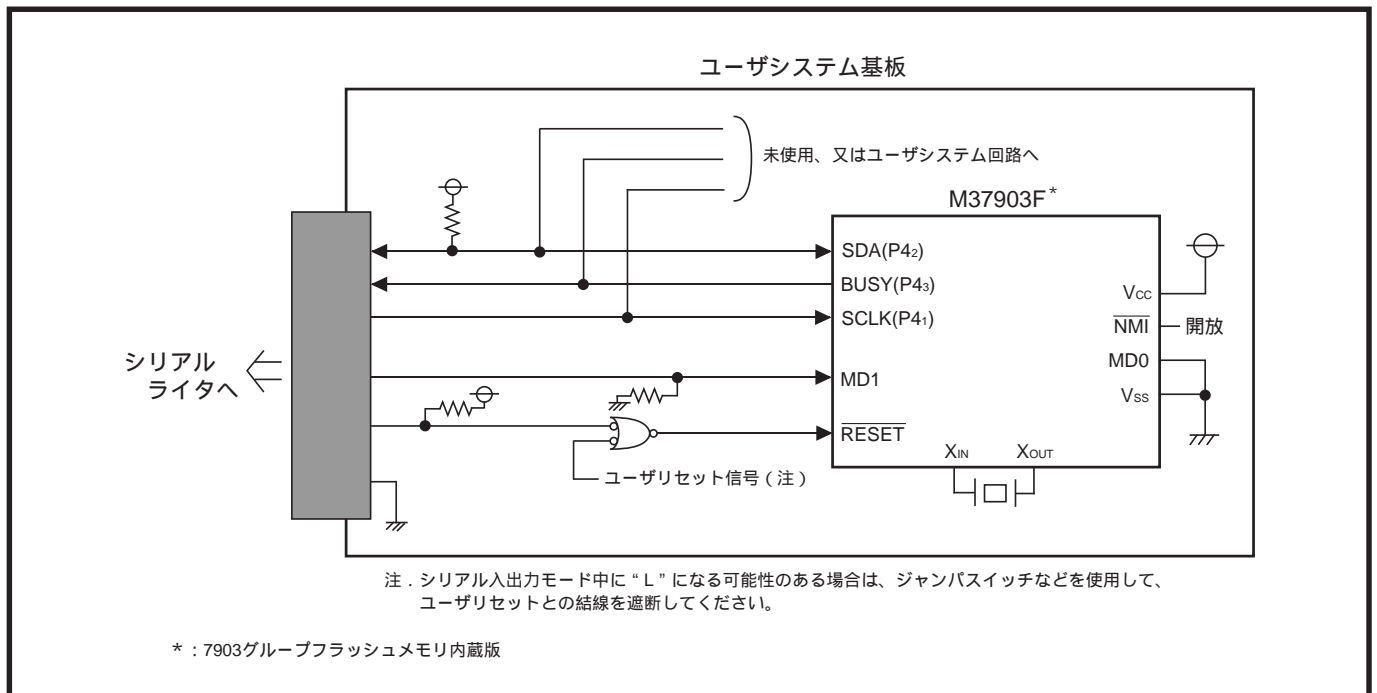 ユーザシステム基板
未使用、又はユーザシステム回路へ
M37903F*
SDA(P4₂)
BUSY(P4₃)
SCLK(P4₁)
MD1
RESET
VCC
NMI
開放
MD0
VSS
XIN
XOUT
シリアル
ライタへ
ユーザリセット信号（注）
注．シリアル入出力モード中に“L”になる可能性のある場合は、ジャンパスイッチなどを使用して、
ユーザリセットとの結線を遮断してください。
*：7903グループフラッシュメモリ内蔵版